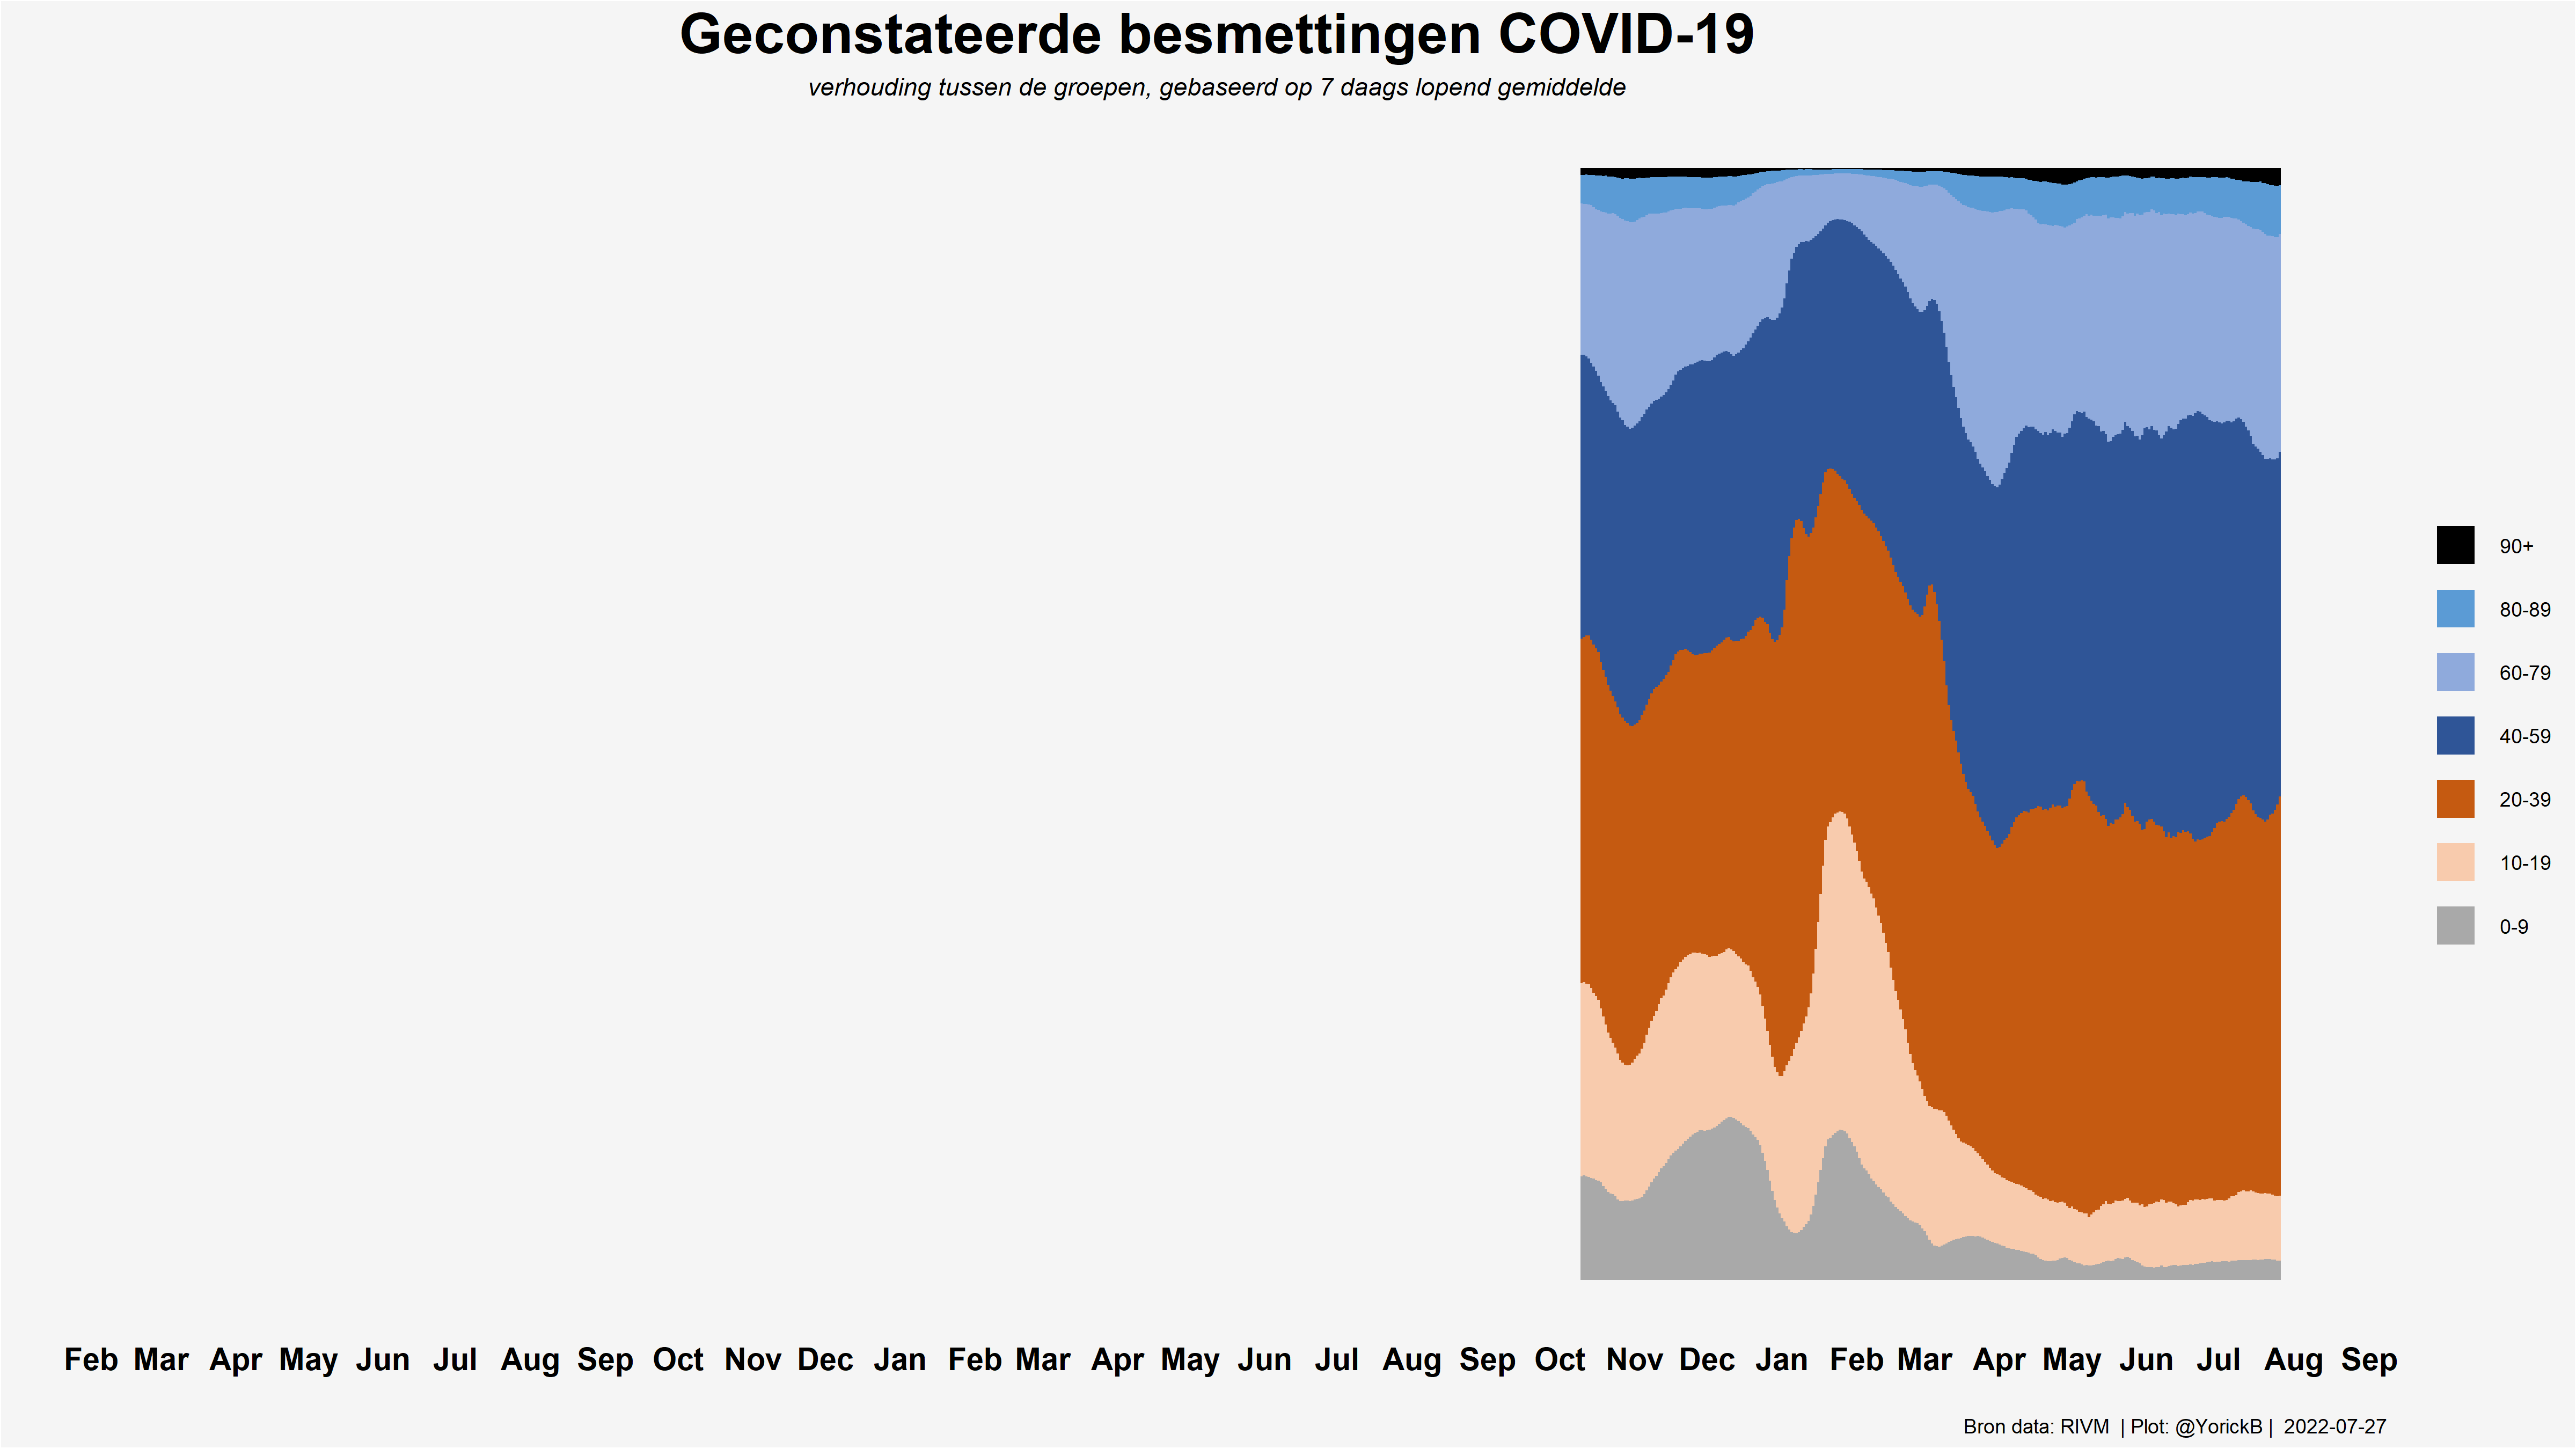 Geconstateerde besmettingen COVID-19
verhouding tussen de groepen, gebaseerd op 7 daags lopend gemiddelde
90+
80-89
60-79
40-59
20-39
10-19
0-9
Feb Mar Apr May Jun Jul Aug Sep Oct Nov Dec Jan Feb Mar Apr May Jun Jul Aug Sep Oct Nov Dec Jan Feb Mar Apr May Jun Jul Aug Sep
Bron data: RIVM | Plot: @YorickB | 2022-07-27